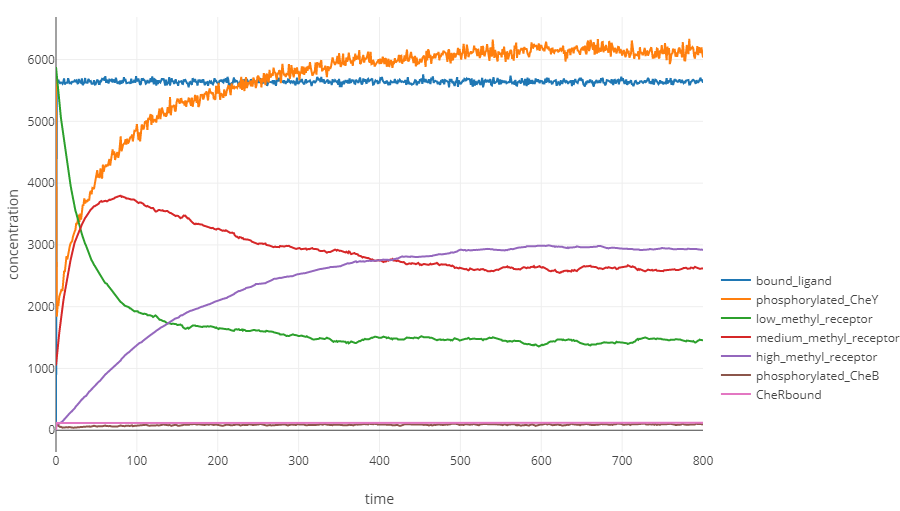 concentration
6000
5000
4000
3000
2000
1000
0
0 100 200 300 400 500 600 700 800
time
bound_ligand
phosphorylated_CheY
low_methyl_receptor
medium_methyl_receptor
high_methyl_receptor
phosphorylated_CheB
CheRbound